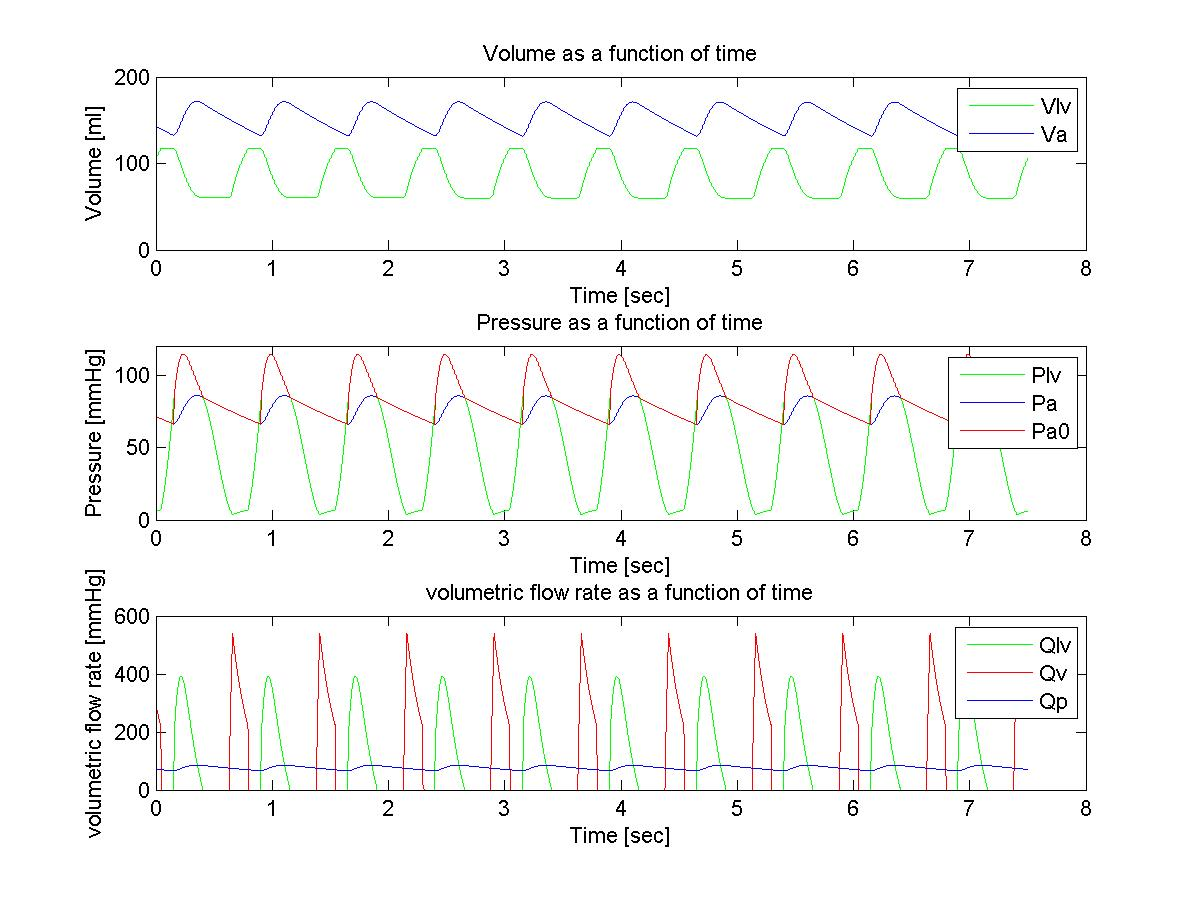 Volume as a function of time
Volume [ml]
200
100
0
Vlv
Va
0 1 2 3 4 5 6 7 8
Time [sec]
Pressure as a function of time
Pressure [mmHg]
100
50
0
Plv
Pa
Pa0
0 1 2 3 4 5 6 7 8
Time [sec]
volumetric flow rate as a function of time
volumetric flow rate [mmHg]
600
400
200
0
Qlv
Qv
Qp
0 1 2 3 4 5 6 7 8
Time [sec]